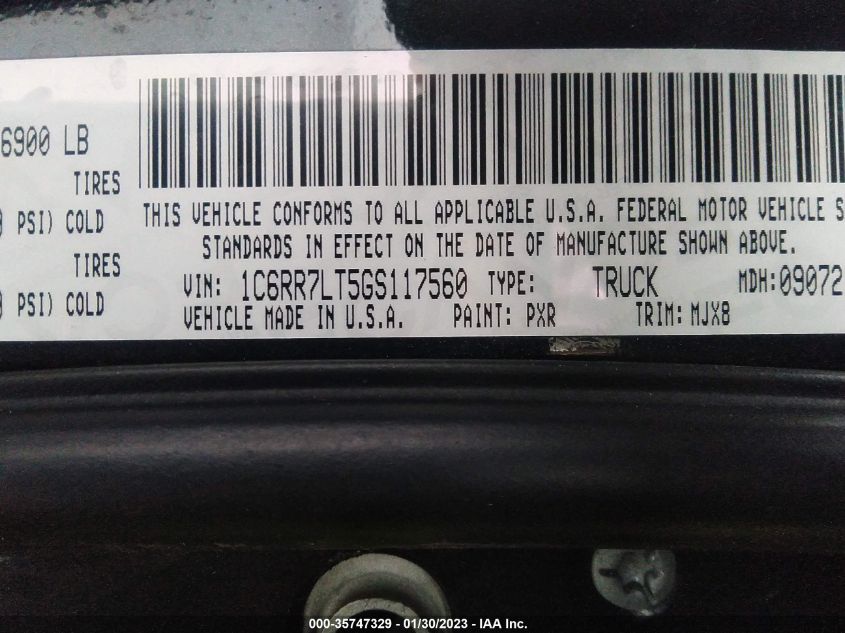 6900 LB
TIRES
PSI) COLD
TIRES
PSI) COLD
THIS VEHICLE CONFORMS TO ALL APPLICABLE U.S.A. FEDERAL MOTOR VEHICLE S
STANDARDS IN EFFECT ON THE DATE OF MANUFACTURE SHOWN ABOVE.
VIN: 1C6RR7LT5GS117560 TYPE: TRUCK MDH:09072
VEHICLE MADE IN U.S.A. PAINT: PXR TRIM: MJX8
000-35747329 — 01/30/2023 — © IAA Inc.